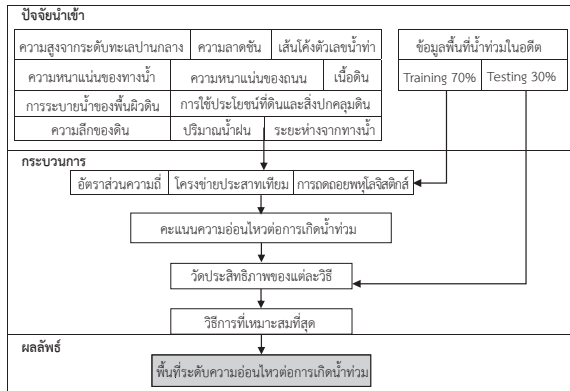 ปัจจัยนำเข้า
ความสูงจากระดับทะเลปานกลาง ความลาดชัน เส้นโค้งตัวเลขน้ำท่า
ความหนาแน่นของทางน้ำ ความหนาแน่นของถนน เนื้อดิน
การระบายน้ำของพื้นผิวดิน การใช้ประโยชน์ที่ดินและสิ่งปกคลุมดิน
ความลึกของดิน ปริมาณน้ำฝน ระยะห่างจากทางน้ำ
ข้อมูลพื้นที่น้ำท่วมในอดีต
Training 70% Testing 30%
กระบวนการ
อัตราส่วนความถี่ โครงข่ายประสาทเทียม การถดถอยพหุโลจิสติกส์
คะแนนความอ่อนไหวต่อการเกิดน้ำท่วม
วัดประสิทธิภาพของแต่ละวิธี
วิธีการที่เหมาะสมที่สุด
ผลลัพธ์
พื้นที่ระดับความอ่อนไหวต่อการเกิดน้ำท่วม